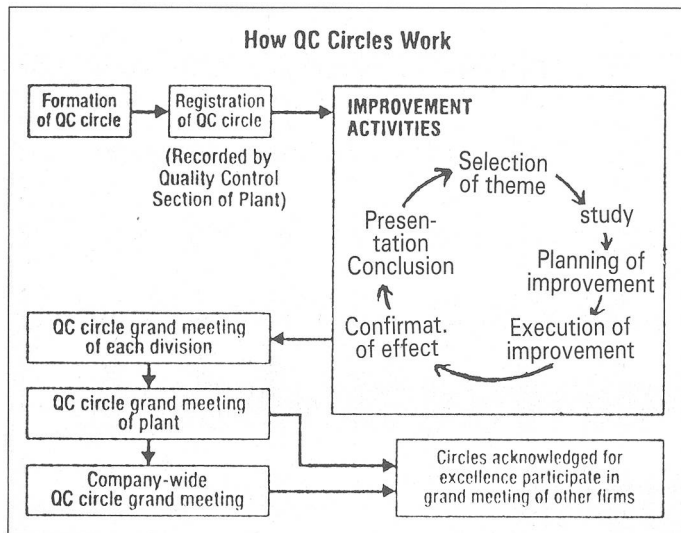 How QC Circles Work
Formation
of QC circle
Registration
of QC circle
(Recorded by
Quality Control
Section of Plant)
IMPROVEMENT
ACTIVITIES
Selection
of theme
study
Planning of
improvement
Execution of
improvement
Confirmat.
of effect
Presen-
tation
Conclusion
QC circle grand meeting
of each division
QC circle grand meeting
of plant
Company-wide
QC circle grand meeting
Circles acknowledged for
excellence participate in
grand meeting of other firms